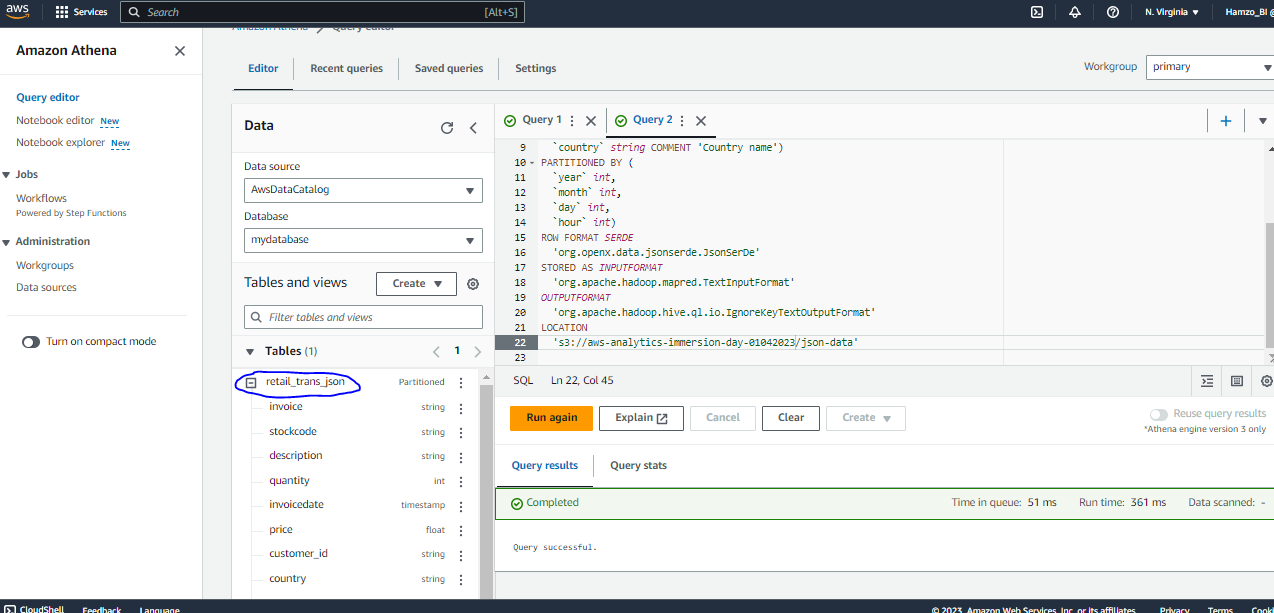 aws
Services
Search
[Alt+S]
N. Virginia
Hamzo_BI @
Amazon Athena
Query editor
Notebook editor New
Notebook explorer New
Jobs
Workflows
Powered by Step Functions
Administration
Workgroups
Data sources
Turn on compact mode
Amazon Athena > Query editor
Editor
Recent queries
Saved queries
Settings
Workgroup
primary
Data
Data source
AwsDataCatalog
Database
mydatabase
Tables and views
Create
Filter tables and views
Tables (1)
1
retail_trans_json Partitioned
invoice string
stockcode string
description string
quantity int
invoicedate timestamp
price float
customer_id string
country string
Query 1
Query 2
9 `country` string COMMENT 'Country name')
10 PARTITIONED BY (
11 `year` int,
12 `month` int,
13 `day` int,
14 `hour` int)
15 ROW FORMAT SERDE
16 'org.openx.data.jsonserde.JsonSerDe'
17 STORED AS INPUTFORMAT
18 'org.apache.hadoop.mapred.TextInputFormat'
19 OUTPUTFORMAT
20 'org.apache.hadoop.hive.ql.io.IgnoreKeyTextOutputFormat'
21 LOCATION
22 's3://aws-analytics-immersion-day-01042023/json-data'
23
SQL Ln 22, Col 45
Run again
Explain
Cancel
Clear
Create
Reuse query results
*Athena engine version 3 only
Query results
Query stats
Completed
Time in queue: 51 ms
Run time: 361 ms
Data scanned: -
Query successful.
CloudShell
Feedback
Language
© 2023, Amazon Web Services, Inc. or its affiliates.
Privacy
Terms
Cooki